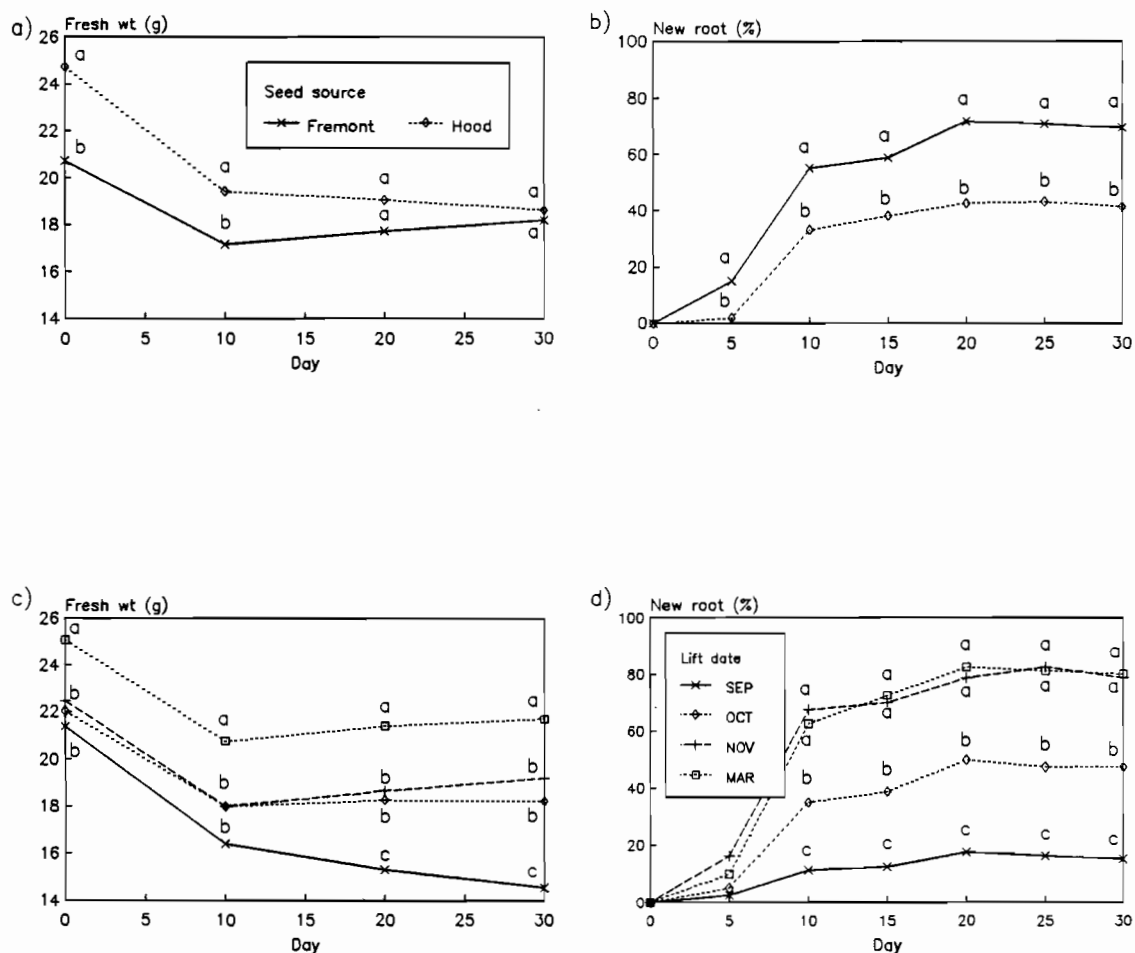 a)
Fresh wt (g)
26
24
22
20
18
16
14
0 5 10 15 20 25 30
Day
Seed source
Fremont Hood
a
b
a
b
a
a
a
a
b)
New root (%)
100
80
60
40
20
0
0 5 10 15 20 25 30
Day
a
b
a
b
a
b
a
b
a
b
a
b
c)
Fresh wt (g)
26
24
22
20
18
16
14
0 5 10 15 20 25 30
Day
a
b
b
a
b
b
a
b
b
c
a
b
b
c
d)
New root (%)
100
80
60
40
20
0
0 5 10 15 20 25 30
Day
Lift date
SEP
OCT
NOV
MAR
a
a
b
c
a
a
b
c
a
a
b
c
a
a
b
c
a
a
b
c